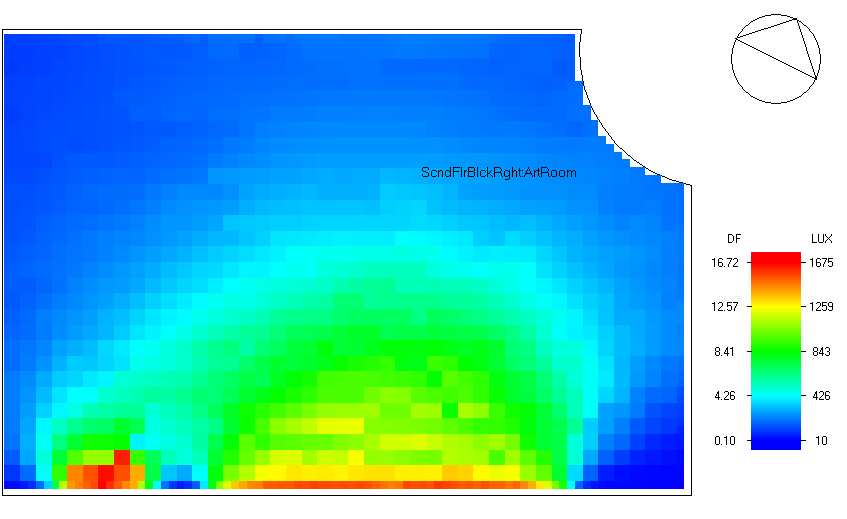 ScndFlrBlckRght:ArtRoom
DF LUX
16.72 1675
12.57 1259
8.41 843
4.26 426
0.10 10